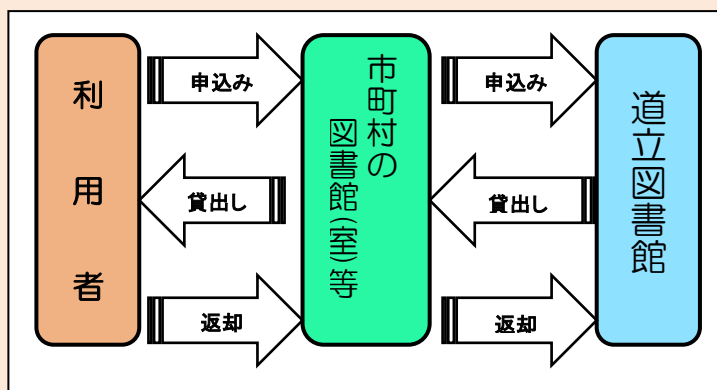 利用者
申込み
貸出し
返却
市町村の
図書館(室)等
申込み
貸出し
返却
道立図書館